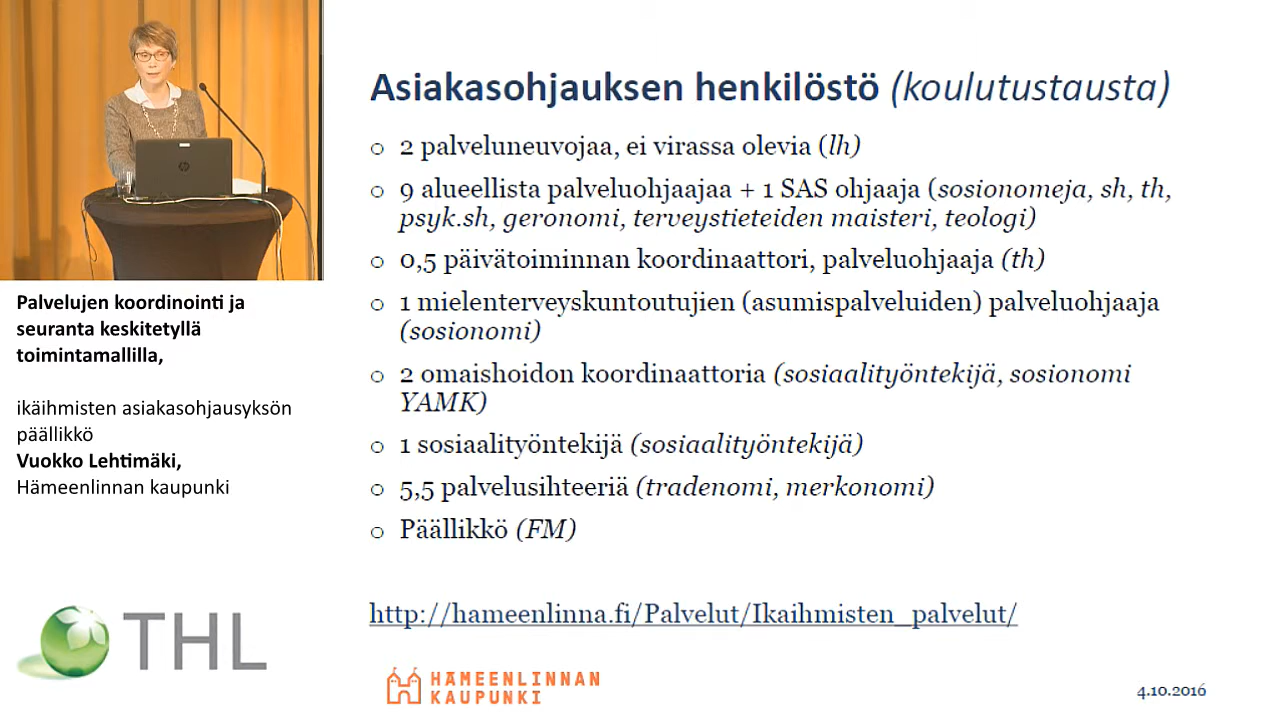 Asiakasohjauksen henkilöstö (koulutustausta)
2 palveluneuvojaa, ei virassa olevia (lh)
9 alueellista palveluohjaajaa + 1 SAS ohjaaja (sosionomeja, sh, th,
psyk.sh, geronomi, terveystieteiden maisteri, teologi)
0,5 päivätoiminnan koordinaattori, palveluohjaaja (th)
1 mielenterveyskuntoutujien (asumispalveluiden) palveluohjaaja
(sosionomi)
2 omaishoidon koordinaattoria (sosiaalityöntekijä, sosionomi
YAMK)
1 sosiaalityöntekijä (sosiaalityöntekijä)
5,5 palvelusihteeriä (tradenomi, merkonomi)
Päällikkö (FM)
http://hameenlinna.fi/Palvelut/Ikaihmisten_palvelut/
Palvelujen koordinointi ja
seuranta keskitetyllä
toimintamallilla,
ikäihmisten asiakasohjausyksön
päällikkö
Vuokko Lehtimäki,
Hämeenlinnan kaupunki
THL
HÄMEENLINNAN
KAUPUNKI
4.10.2016